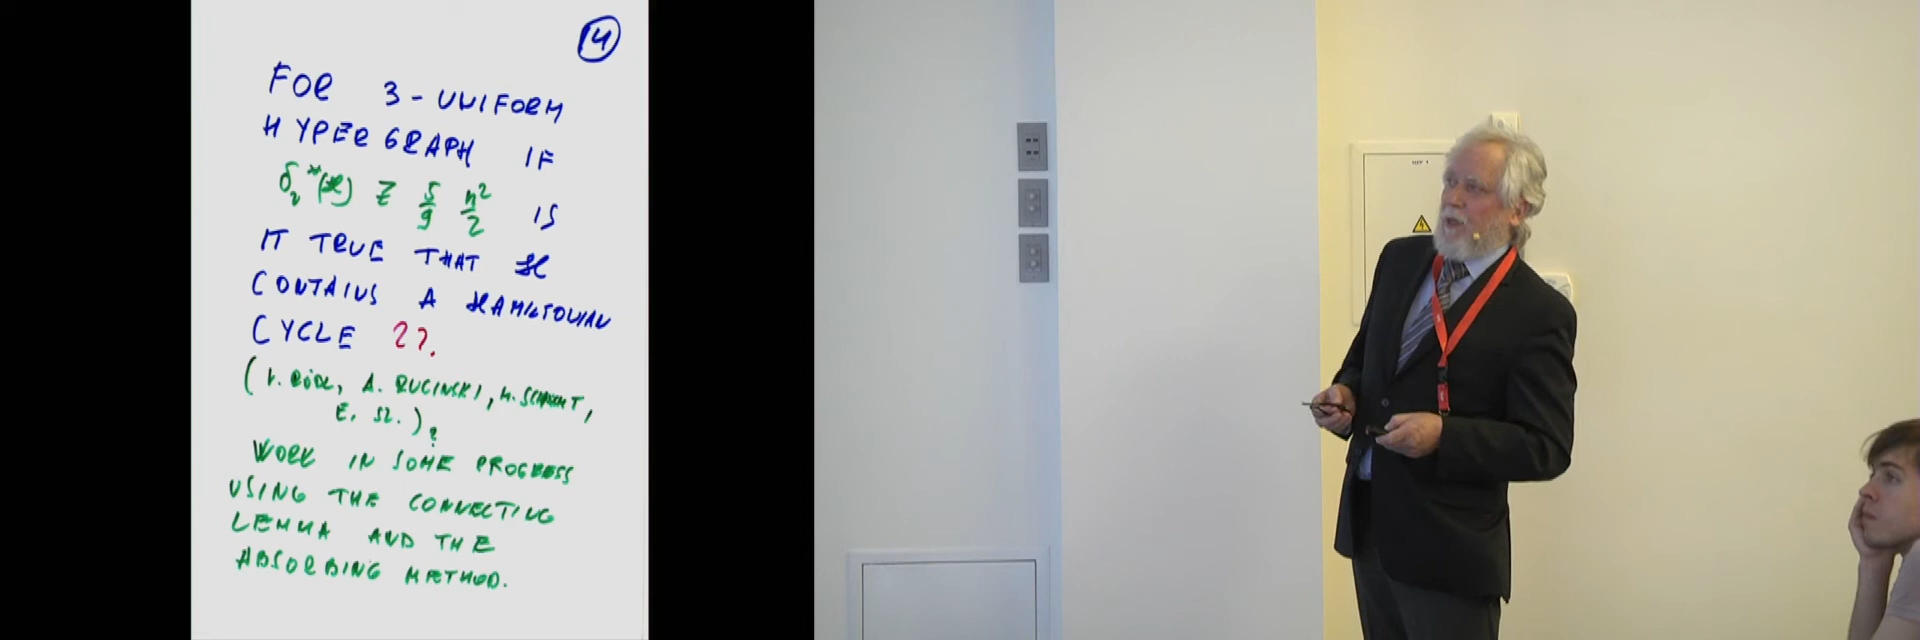 14
FOR 3-UNIFORM
HYPERGRAPH IF
δ₂*(H) ≥ 5/9 n²/2 IS
IT TRUE THAT H
CONTAINS A HAMILTONIAN
CYCLE ??.
(V. RÖDL, A. RUCINSKI, M. SCHACHT,
E. SZ.)?
WORK IN SOME PROGRESS
USING THE CONNECTING
LEMMA AND THE
ABSORBING METHOD.